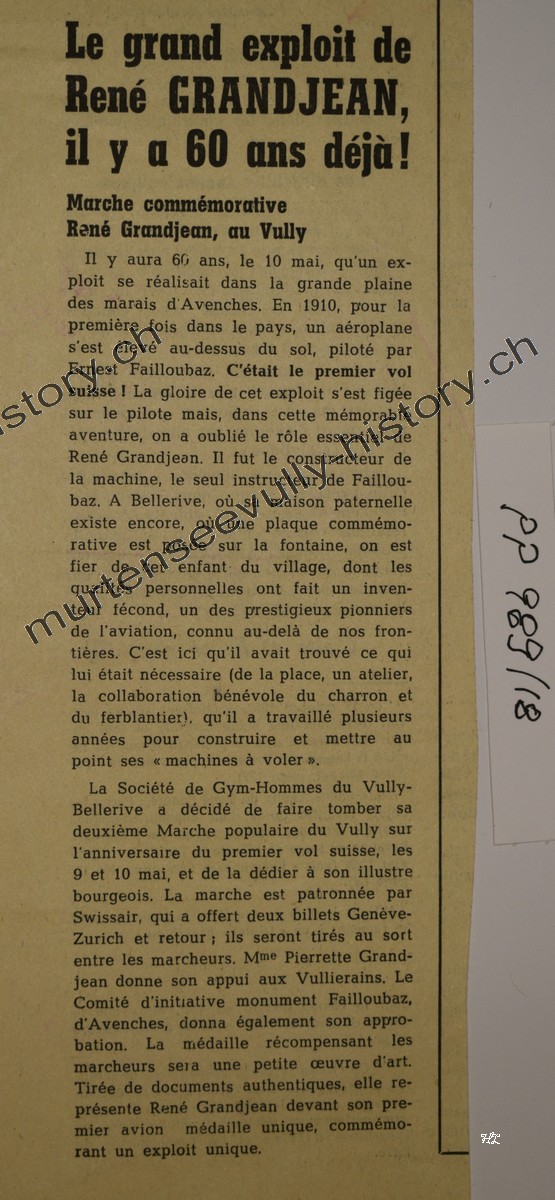 Le grand exploit de
René GRANDJEAN,
il y a 60 ans déjà!
Marche commémorative
René Grandjean, au Vully
Il y aura 60 ans, le 10 mai, qu'un ex-
ploit se réalisait dans la grande plaine
des marais d'Avenches. En 1910, pour la
première fois dans le pays, un aéroplane
s'est élevé au-dessus du sol, piloté par
Ernest Failloubaz. C'était le premier vol
suisse ! La gloire de cet exploit s'est figée
sur le pilote mais, dans cette mémorable
aventure, on a oublié le rôle essentiel de
René Grandjean. Il fut le constructeur de
la machine, le seul instructeur de Faillou-
baz. A Bellerive, où sa maison paternelle
existe encore, où une plaque commémo-
rative est posée sur la fontaine, on est
fier de cet enfant du village, dont les
qualités personnelles ont fait un inven-
teur fécond, un des prestigieux pionniers
de l'aviation, connu au-delà de nos fron-
tières. C'est ici qu'il avait trouvé ce qui
lui était nécessaire (de la place, un atelier,
la collaboration bénévole du charron et
du ferblantier), qu'il a travaillé plusieurs
années pour construire et mettre au
point ses « machines à voler ».
La Société de Gym-Hommes du Vully-
Bellerive a décidé de faire tomber sa
deuxième Marche populaire du Vully sur
l'anniversaire du premier vol suisse, les
9 et 10 mai, et de la dédier à son illustre
bourgeois. La marche est patronnée par
Swissair, qui a offert deux billets Genève-
Zurich et retour ; ils seront tirés au sort
entre les marcheurs. Mme Pierrette Grand-
jean donne son appui aux Vullierains. Le
Comité d'initiative monument Failloubaz,
d'Avenches, donna également son appro-
bation. La médaille récompensant les
marcheurs sera une petite œuvre d'art.
Tirée de documents authentiques, elle re-
présente René Grandjean devant son pre-
mier avion médaille unique, commémo-
rant un exploit unique.
istory.ch
murtenseevully-history.ch
PP 989/18